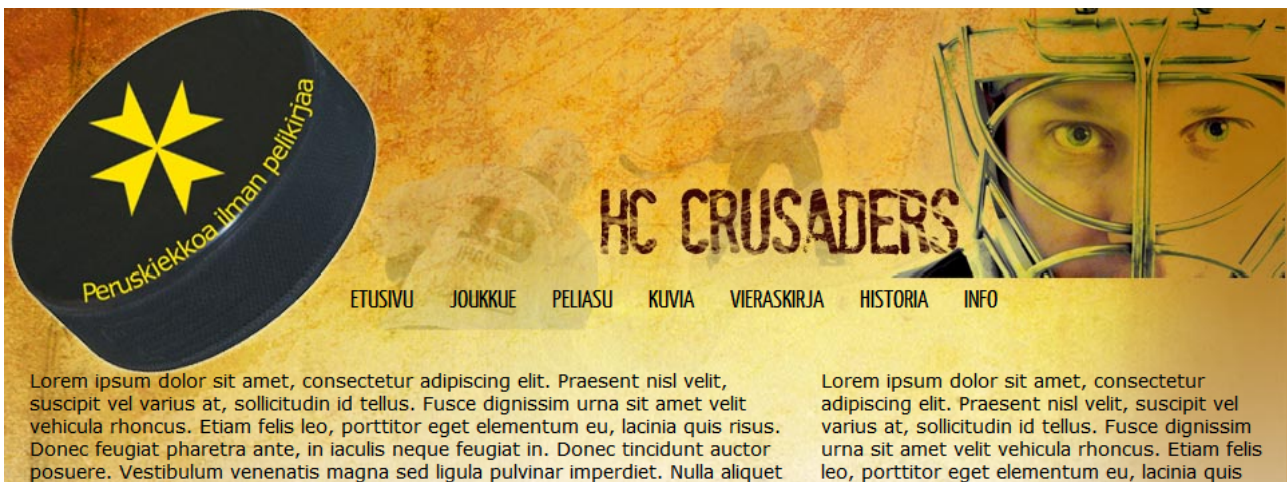 Peruskiekkoa ilman pelikirjaa
HC CRUSADERS
ETUSIVU JOUKKUE PELIASU KUVIA VIERASKIRJA HISTORIA INFO
Lorem ipsum dolor sit amet, consectetur adipiscing elit. Praesent nisl velit,
suscipit vel varius at, sollicitudin id tellus. Fusce dignissim urna sit amet velit
vehicula rhoncus. Etiam felis leo, porttitor eget elementum eu, lacinia quis risus.
Donec feugiat pharetra ante, in iaculis neque feugiat in. Donec tincidunt auctor
posuere. Vestibulum venenatis magna sed ligula pulvinar imperdiet. Nulla aliquet
Lorem ipsum dolor sit amet, consectetur
adipiscing elit. Praesent nisl velit, suscipit vel
varius at, sollicitudin id tellus. Fusce dignissim
urna sit amet velit vehicula rhoncus. Etiam felis
leo, porttitor eget elementum eu, lacinia quis